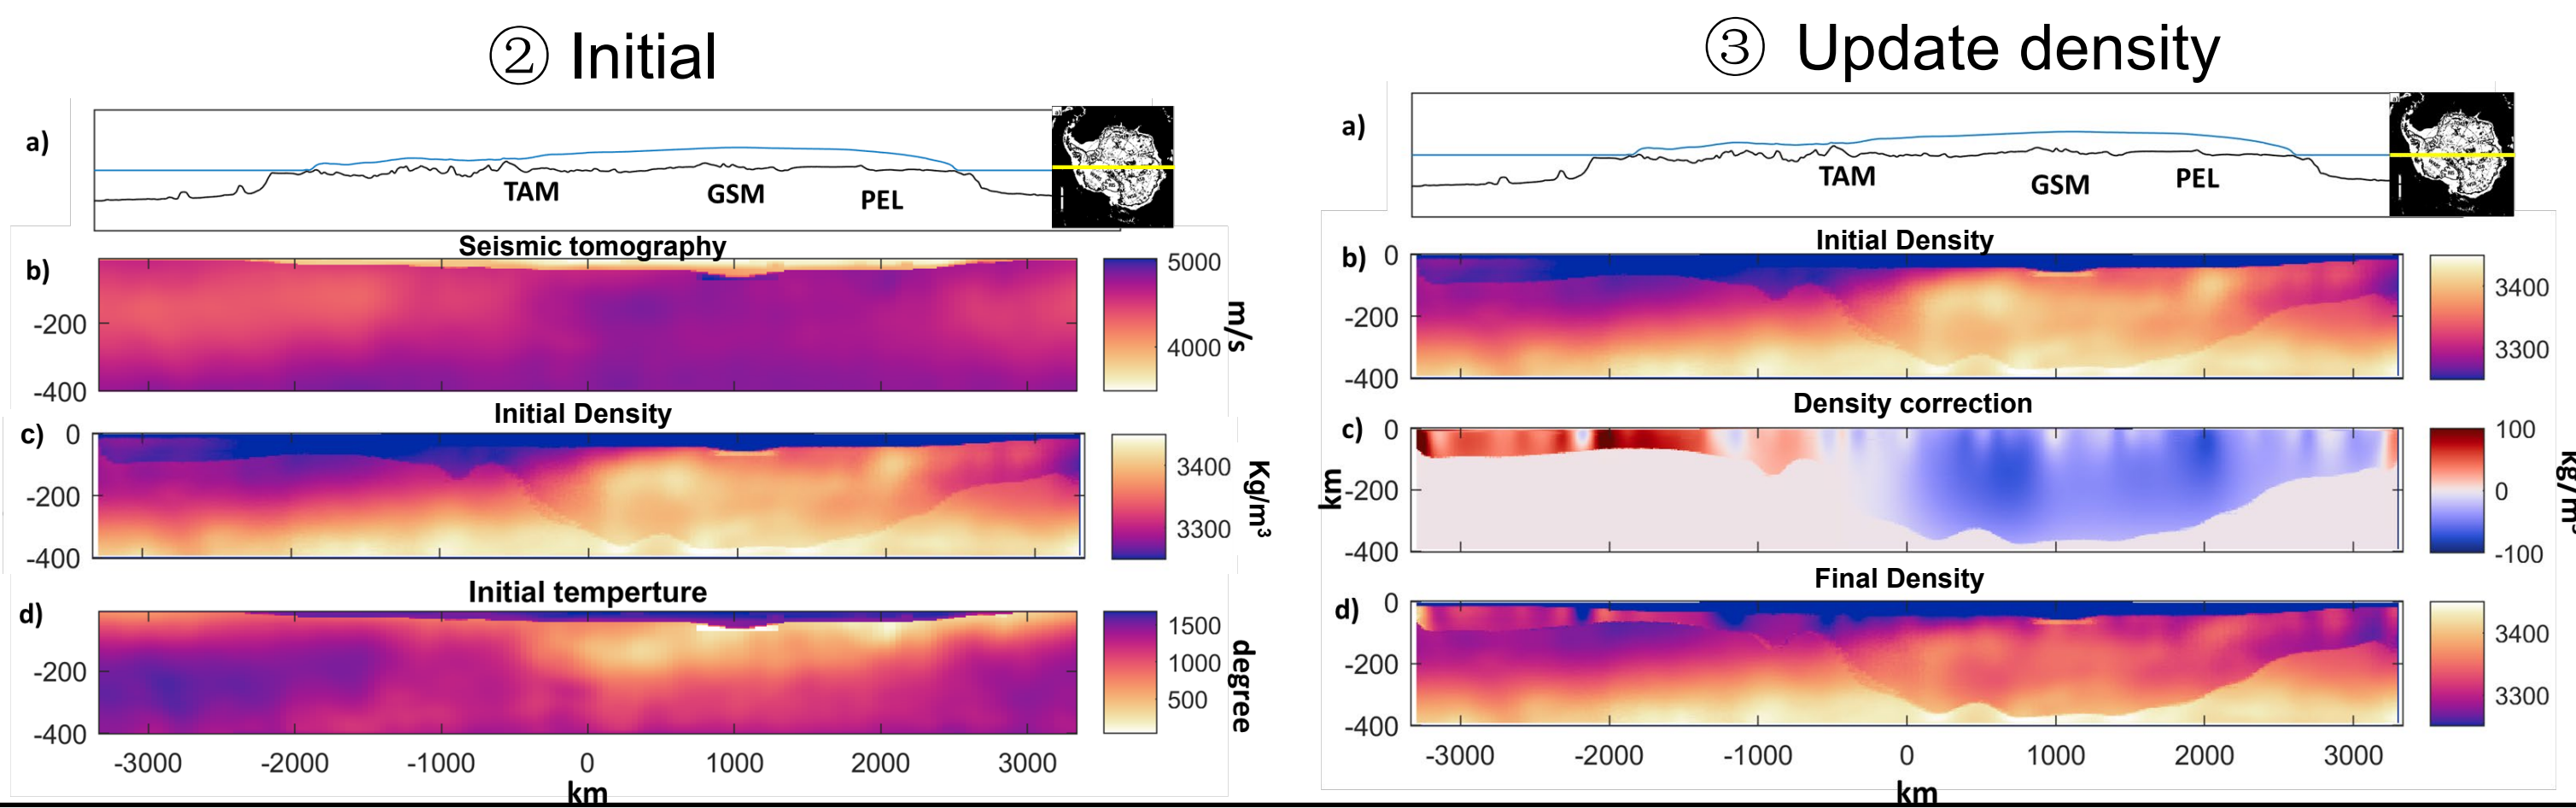 ② Initial
a)
TAM
GSM
PEL
Seismic tomography
b)
-200
-400
5000
4000
m/s
Initial Density
c)
0
-200
-400
3400
3300
Kg/m³
Initial temperture
d)
-200
-400
1500
1000
500
degree
-3000 -2000 -1000 0 1000 2000 3000
km
③ Update density
a)
TAM
GSM
PEL
Initial Density
b)
0
-200
-400
3400
3300
Density correction
c)
0
-200
-400
km
100
0
-100
kg/m³
Final Density
d)
0
-200
-400
3400
3300
-3000 -2000 -1000 0 1000 2000 3000
km